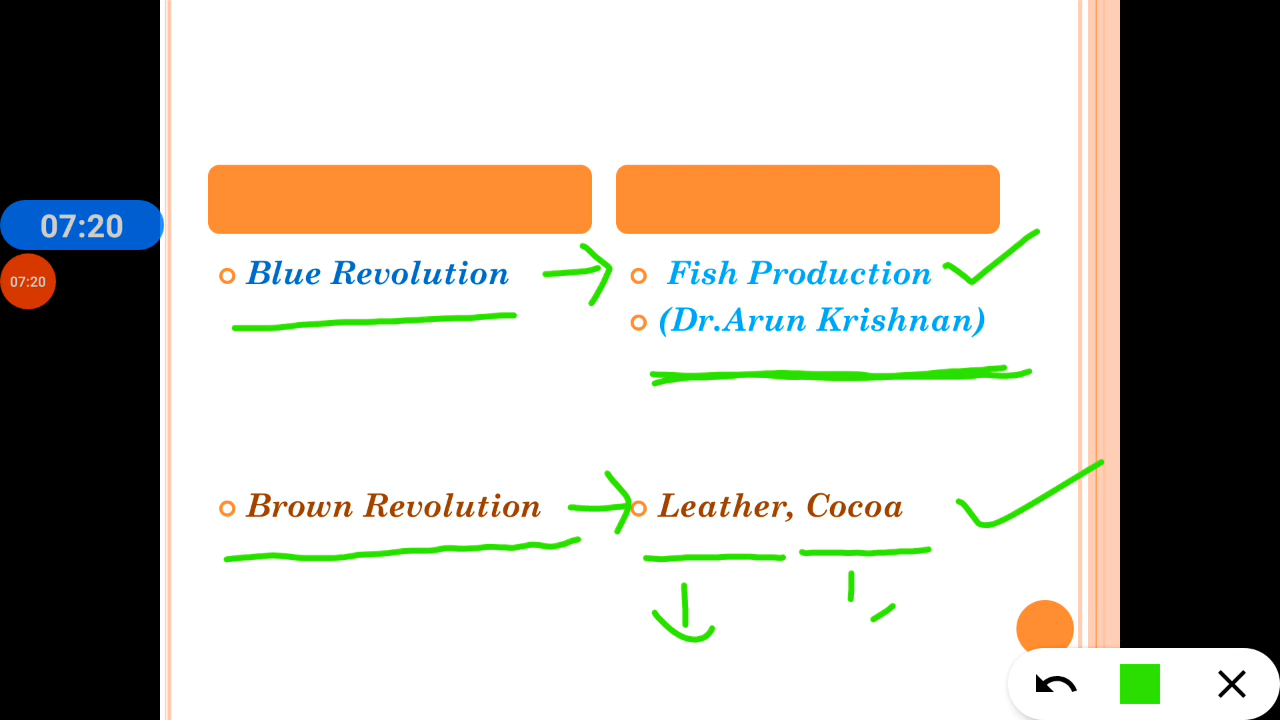 07:20
07:20
Blue Revolution
Fish Production
(Dr.Arun Krishnan)
Brown Revolution
Leather, Cocoa